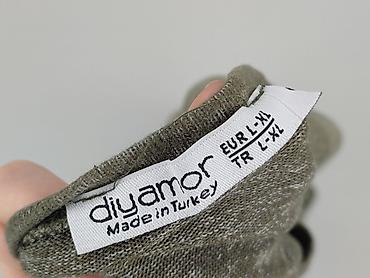 diyamor
Made in Turkey
EUR L-XL
TR L-XL